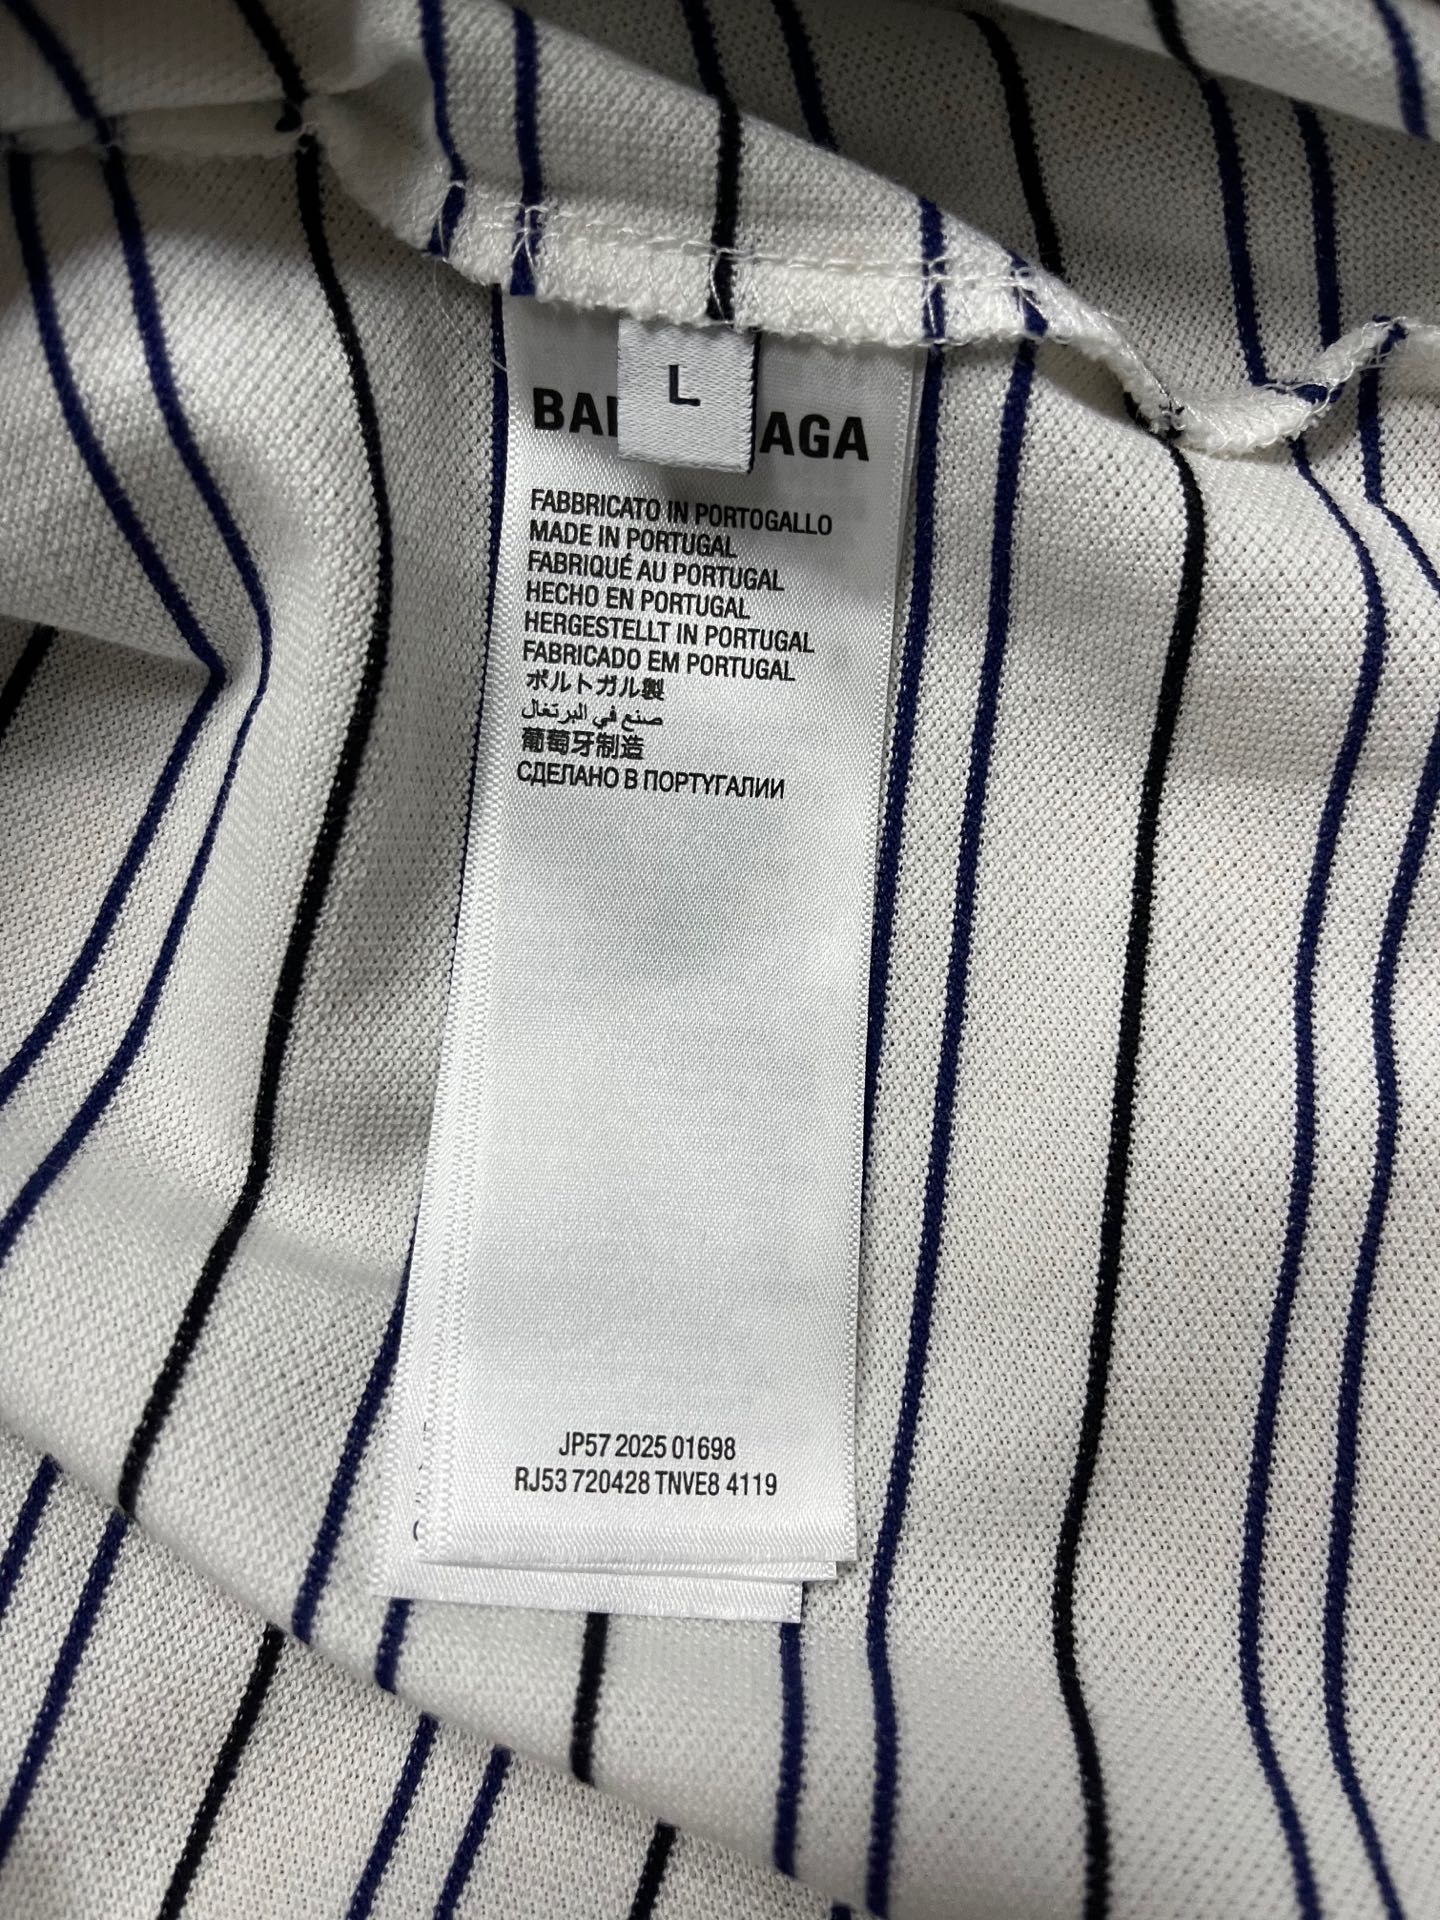 L
FABBRICATO IN PORTOGALLO
MADE IN PORTUGAL
FABRIQUÉ AU PORTUGAL
HECHO EN PORTUGAL
HERGESTELLT IN PORTUGAL
FABRICADO EM PORTUGAL
ポルトガル製
صنع في البرتغال
葡萄牙制造
СДЕЛАНО В ПОРТУГАЛИИ
JP57 2025 01698
RJ53 720428 TNVE8 4119